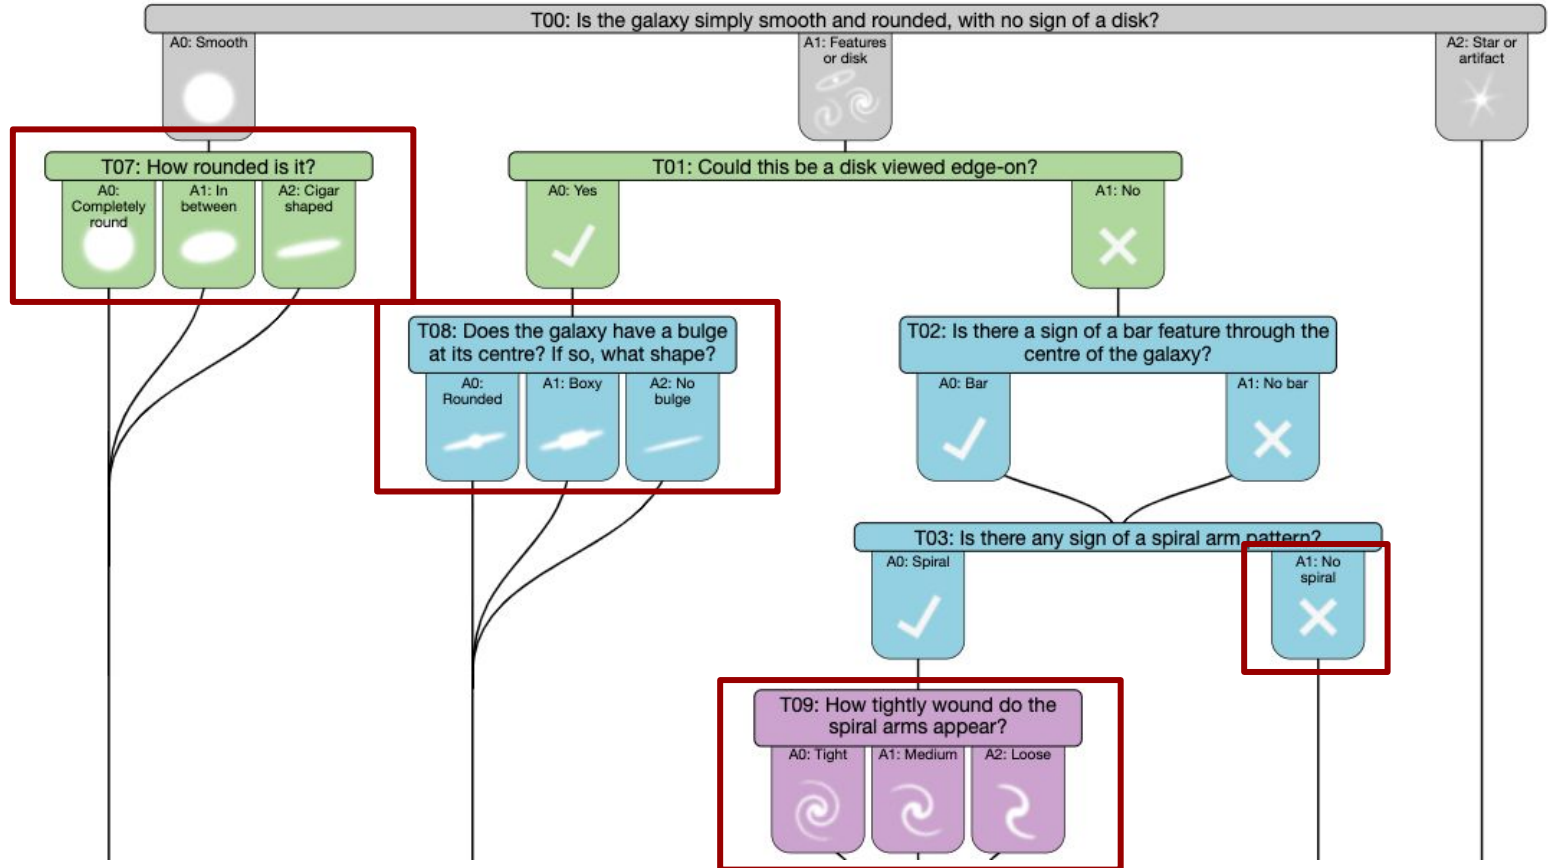 T00: Is the galaxy simply smooth and rounded, with no sign of a disk?
A0: Smooth
A1: Features
or disk
A2: Star or
artifact
T07: How rounded is it?
A0:
Completely
round
A1: In
between
A2: Cigar
shaped
T01: Could this be a disk viewed edge-on?
A0: Yes
A1: No
T08: Does the galaxy have a bulge
at its centre? If so, what shape?
A0:
Rounded
A1: Boxy
A2: No
bulge
T02: Is there a sign of a bar feature through the
centre of the galaxy?
A0: Bar
A1: No bar
T03: Is there any sign of a spiral arm pattern?
A0: Spiral
A1: No
spiral
T09: How tightly wound do the
spiral arms appear?
A0: Tight
A1: Medium
A2: Loose